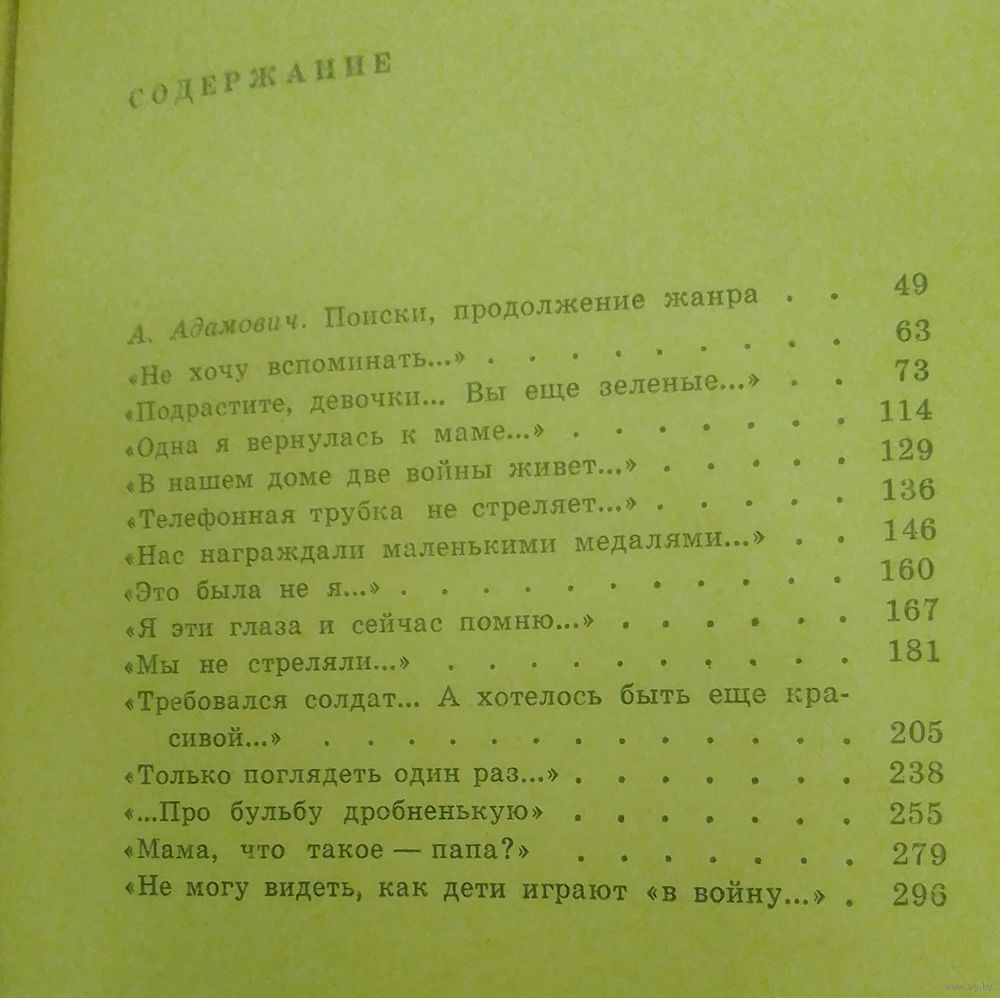 СОДЕРЖАНИЕ
А. Адамович. Поиски, продолжение жанра . . 49
«Не хочу вспоминать...» . . . . . . . . . 63
«Подрастите, девочки... Вы еще зеленые...» . . 73
«Одна я вернулась к маме...» . . . . . . . 114
«В нашем доме две войны живет...» . . . . . 129
«Телефонная трубка не стреляет...» . . . . . 136
«Нас награждали маленькими медалями...» . . 146
«Это была не я...» . . . . . . . . . . . 160
«Я эти глаза и сейчас помню...» . . . . . . 167
«Мы не стреляли...» . . . . . . . . . . 181
«Требовался солдат... А хотелось быть еще кра-
сивой...» . . . . . . . . . . . . . 205
«Только поглядеть один раз...» . . . . . . . 238
«...Про бульбу дробненькую» . . . . . . . 255
«Мама, что такое — папа?» . . . . . . . 279
«Не могу видеть, как дети играют «в войну...» . 296
www.ay.by